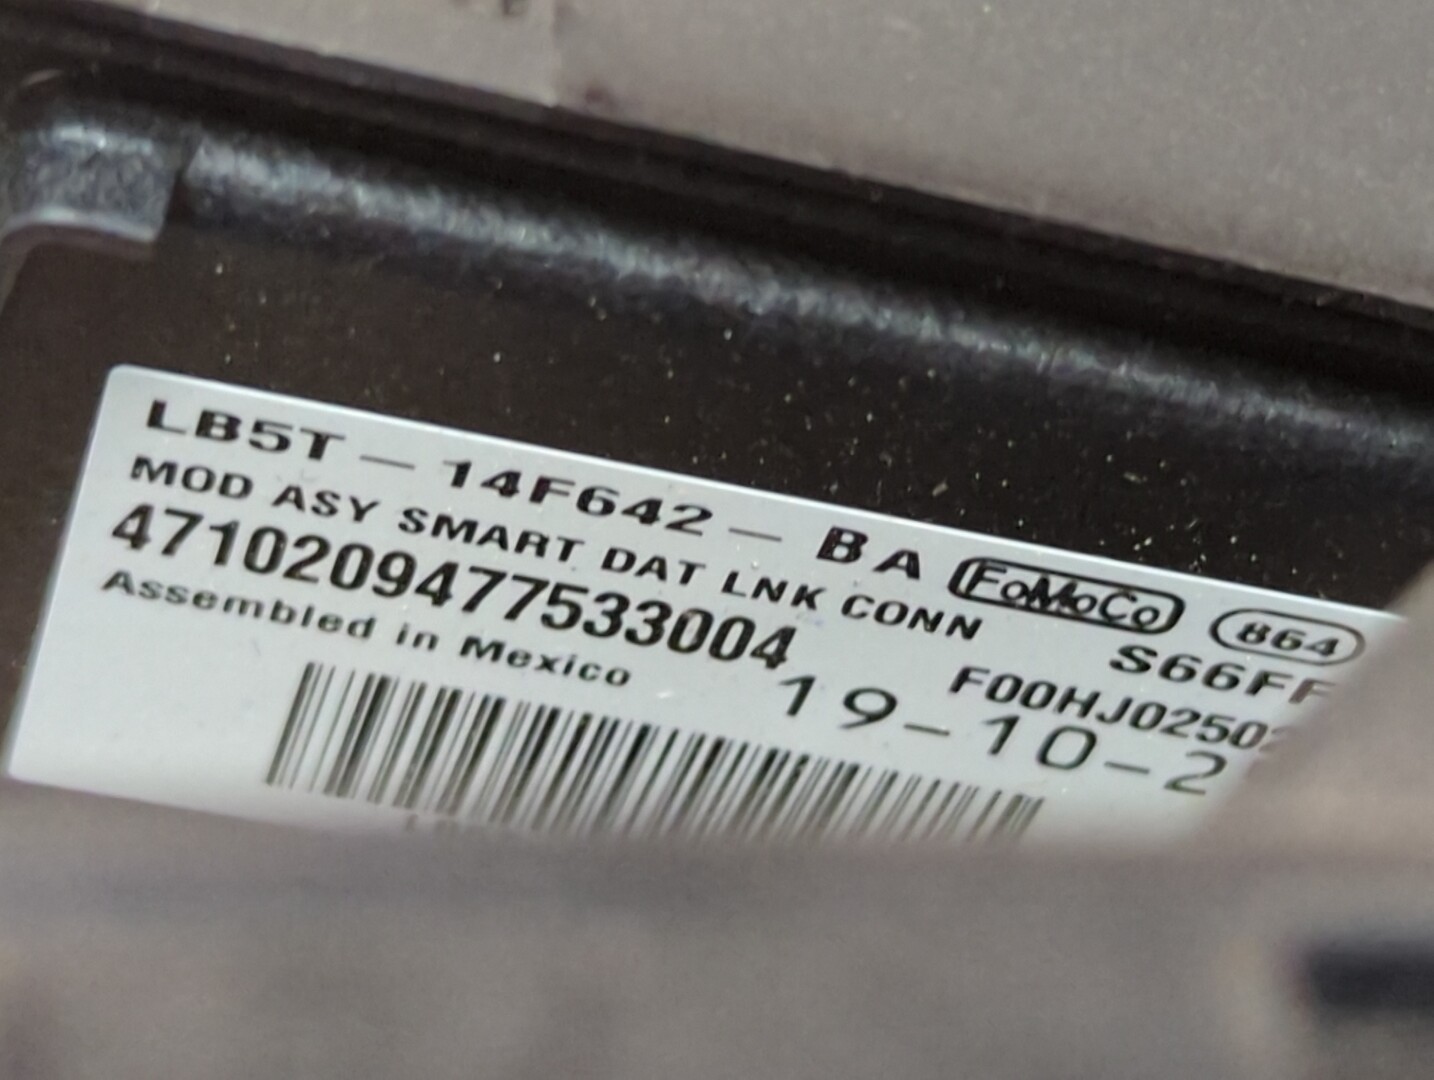 LB5T - 14F642 - BA FoMoCo 864
MOD ASY SMART DAT LNK CONN S66FF
4710209477533004 F00HJ0250
Assembled in Mexico 19-10-2